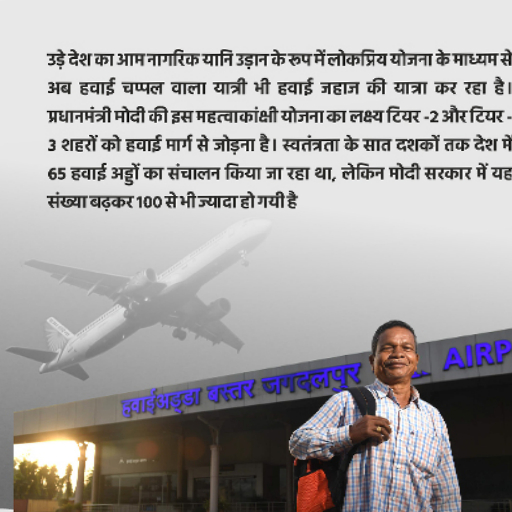 उड़े देश का आम नागरिक यानि उड़ान के रूप में लोकप्रिय योजना के माध्यम से
अब हवाई चप्पल वाला यात्री भी हवाई जहाज की यात्रा कर रहा है।
प्रधानमंत्री मोदी की इस महत्वाकांक्षी योजना का लक्ष्य टियर -2 और टियर -
3 शहरों को हवाई मार्ग से जोड़ना है। स्वतंत्रता के सात दशकों तक देश में
65 हवाई अड्डों का संचालन किया जा रहा था, लेकिन मोदी सरकार में यह
संख्या बढ़कर 100 से भी ज्यादा हो गयी है
हवाईअड्डा बस्तर जगदलपुर AIRP